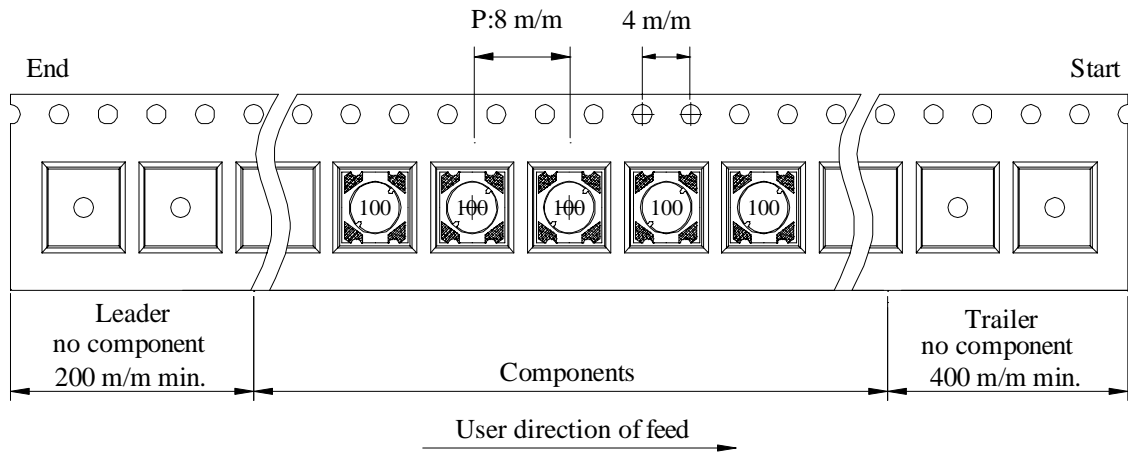 P:8 m/m
4 m/m
End
Start
100
100
100
100
100
Leader
no component
200 m/m min.
Components
Trailer
no component
400 m/m min.
User direction of feed